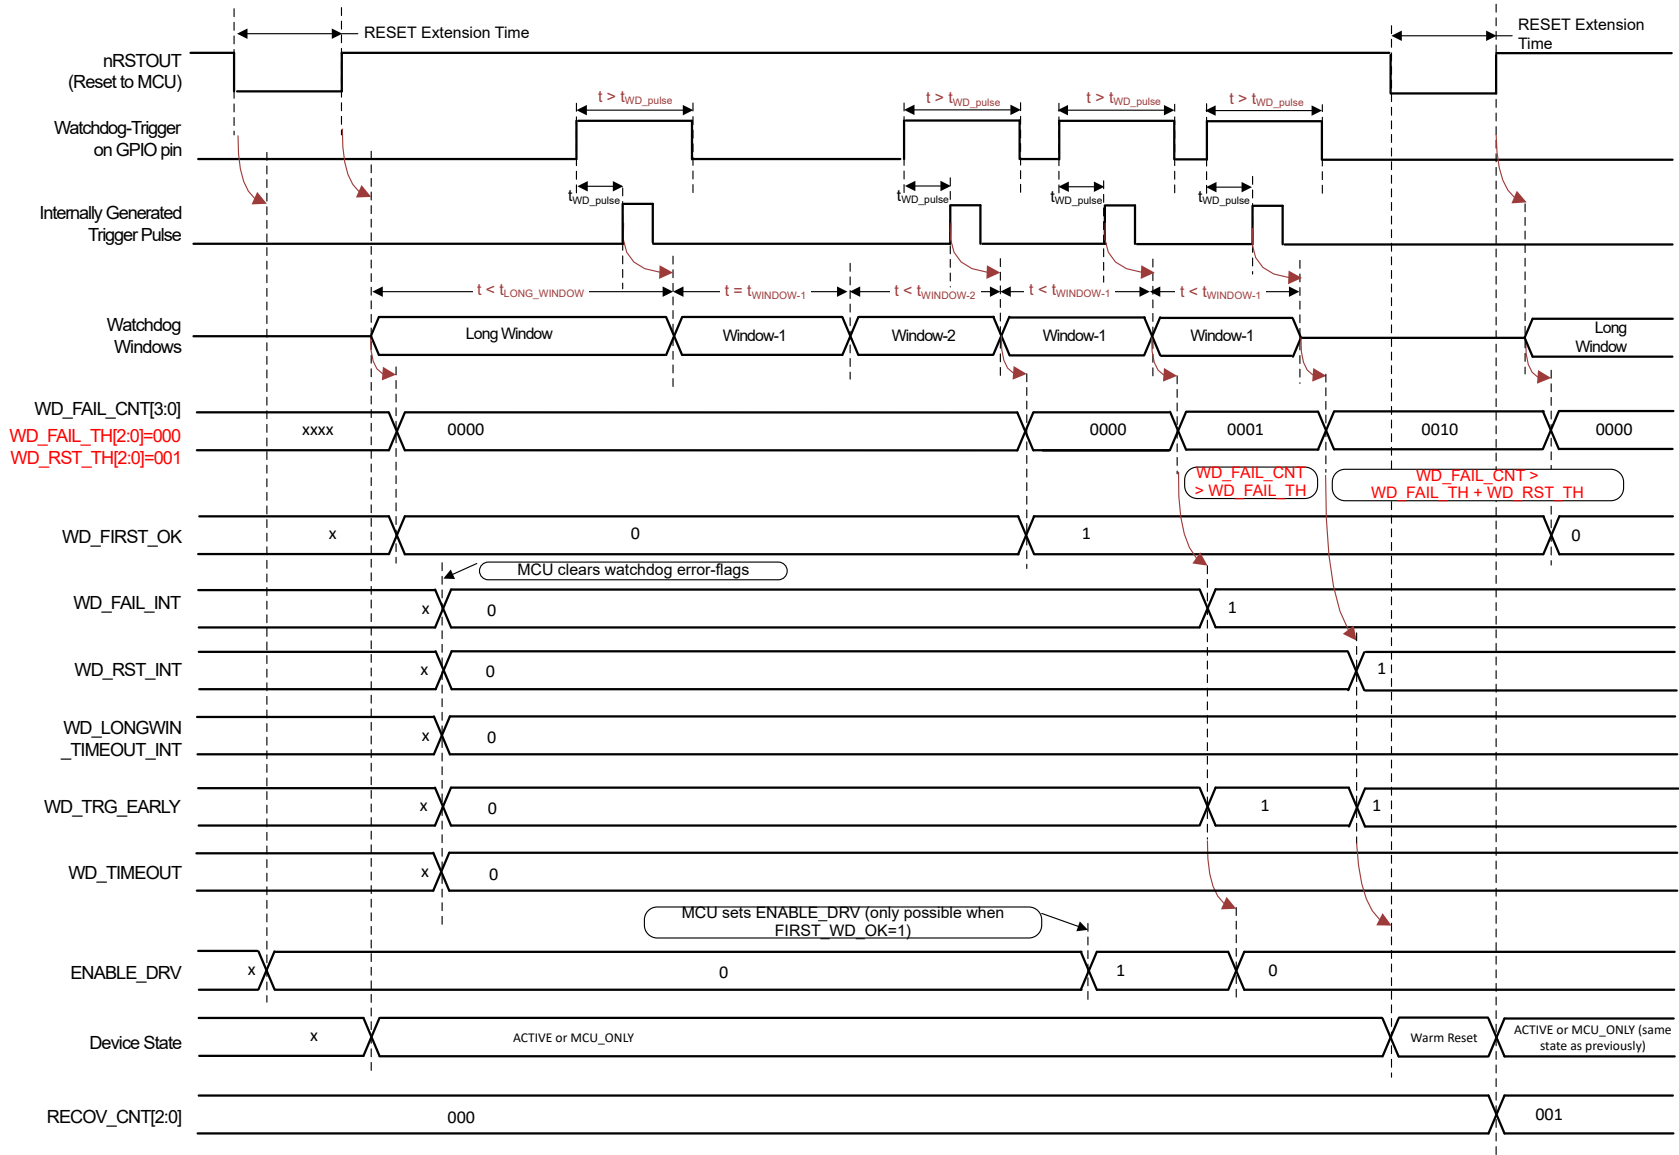 RESET Extension Time
RESET Extension
Time
nRSTOUT
(Reset to MCU)
t > tWD_pulse
t > tWD_pulse
t > tWD_pulse
t > tWD_pulse
Watchdog-Trigger
on GPIO pin
tWD_pulse
tWD_pulse
tWD_pulse
tWD_pulse
Internally Generated
Trigger Pulse
t < tLONG_WINDOW
t = tWINDOW-1
t < tWINDOW-2
t < tWINDOW-1
t < tWINDOW-1
Watchdog
Windows
Long Window
Window-1
Window-2
Window-1
Window-1
Long
Window
WD_FAIL_CNT[3:0]
WD_FAIL_TH[2:0]=000
WD_RST_TH[2:0]=001
xxxx
0000
0000
0001
0010
0000
WD_FAIL_CNT
> WD_FAIL_TH
WD_FAIL_CNT >
WD_FAIL_TH + WD_RST_TH
WD_FIRST_OK
x
0
1
0
MCU clears watchdog error-flags
WD_FAIL_INT
x
0
1
WD_RST_INT
x
0
1
WD_LONGWIN
_TIMEOUT_INT
x
0
WD_TRG_EARLY
x
0
1
1
WD_TIMEOUT
x
0
MCU sets ENABLE_DRV (only possible when
FIRST_WD_OK=1)
ENABLE_DRV
x
0
1
0
Device State
x
ACTIVE or MCU_ONLY
Warm Reset
ACTIVE or MCU_ONLY (same
state as previously)
RECOV_CNT[2:0]
000
001